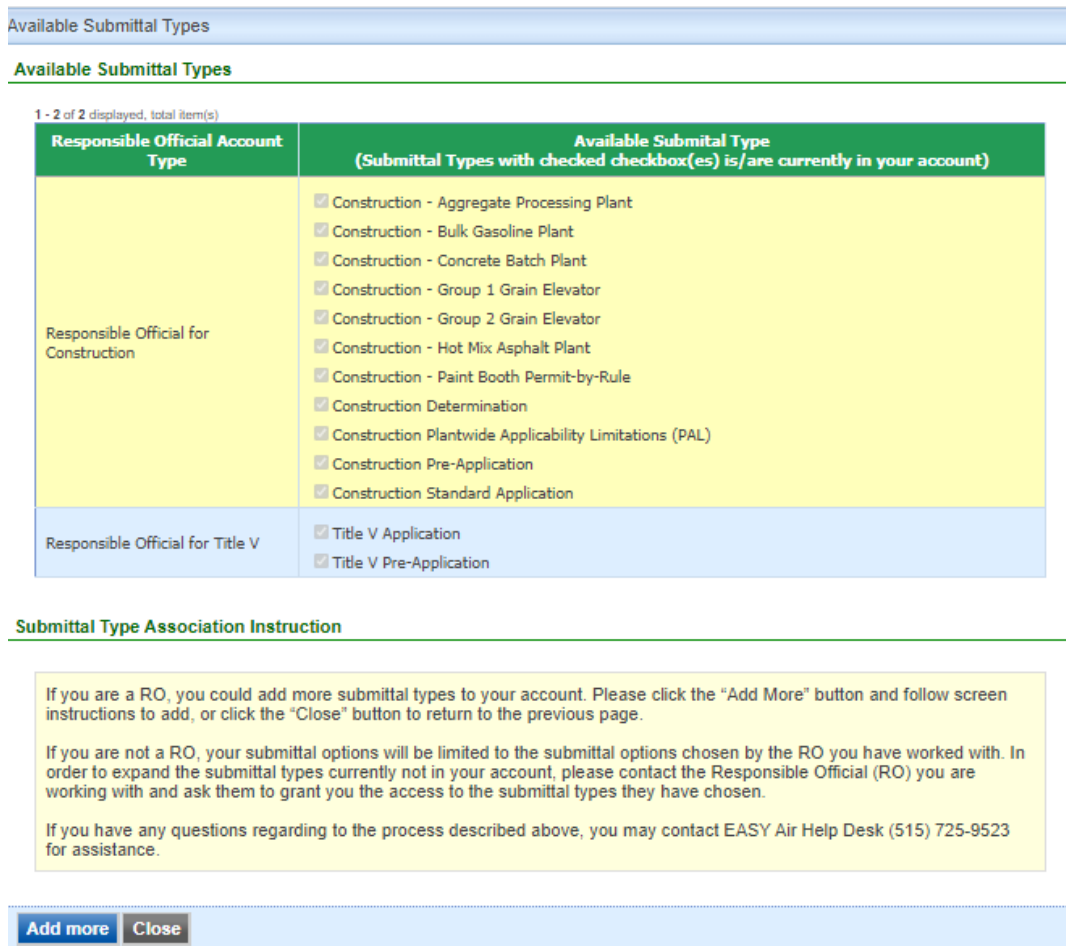 Available Submittal Types
Available Submittal Types
1 - 2 of 2 displayed, total item(s)
Responsible Official Account
Type
Available Submital Type
(Submittal Types with checked checkbox(es) is/are currently in your account)
Responsible Official for
Construction
Construction - Aggregate Processing Plant
Construction - Bulk Gasoline Plant
Construction - Concrete Batch Plant
Construction - Group 1 Grain Elevator
Construction - Group 2 Grain Elevator
Construction - Hot Mix Asphalt Plant
Construction - Paint Booth Permit-by-Rule
Construction Determination
Construction Plantwide Applicability Limitations (PAL)
Construction Pre-Application
Construction Standard Application
Responsible Official for Title V
Title V Application
Title V Pre-Application
Submittal Type Association Instruction
If you are a RO, you could add more submittal types to your account. Please click the “Add More” button and follow screen
instructions to add, or click the “Close” button to return to the previous page.
If you are not a RO, your submittal options will be limited to the submittal options chosen by the RO you have worked with. In
order to expand the submittal types currently not in your account, please contact the Responsible Official (RO) you are
working with and ask them to grant you the access to the submittal types they have chosen.
If you have any questions regarding to the process described above, you may contact EASY Air Help Desk (515) 725-9523
for assistance.
Add more
Close